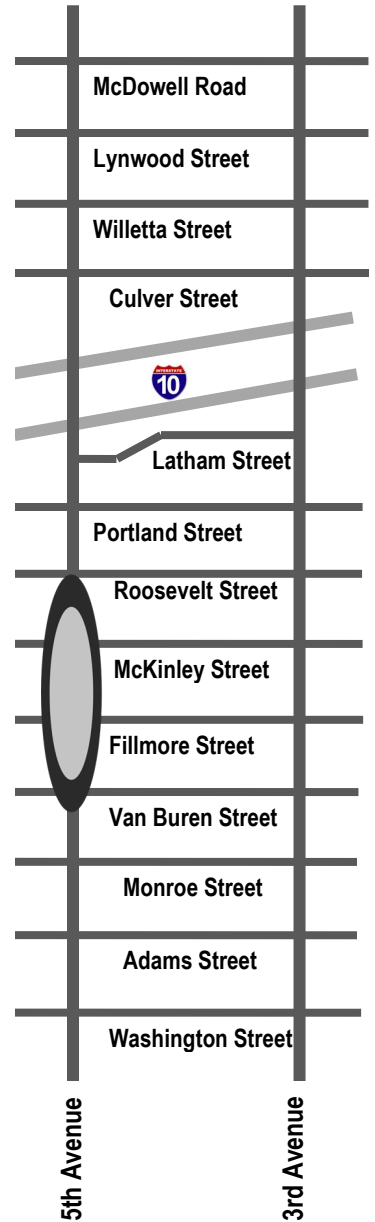 McDowell Road
Lynwood Street
Willetta Street
Culver Street
INTERSTATE
10
Latham Street
Portland Street
Roosevelt Street
McKinley Street
Fillmore Street
Van Buren Street
Monroe Street
Adams Street
Washington Street
5th Avenue
3rd Avenue